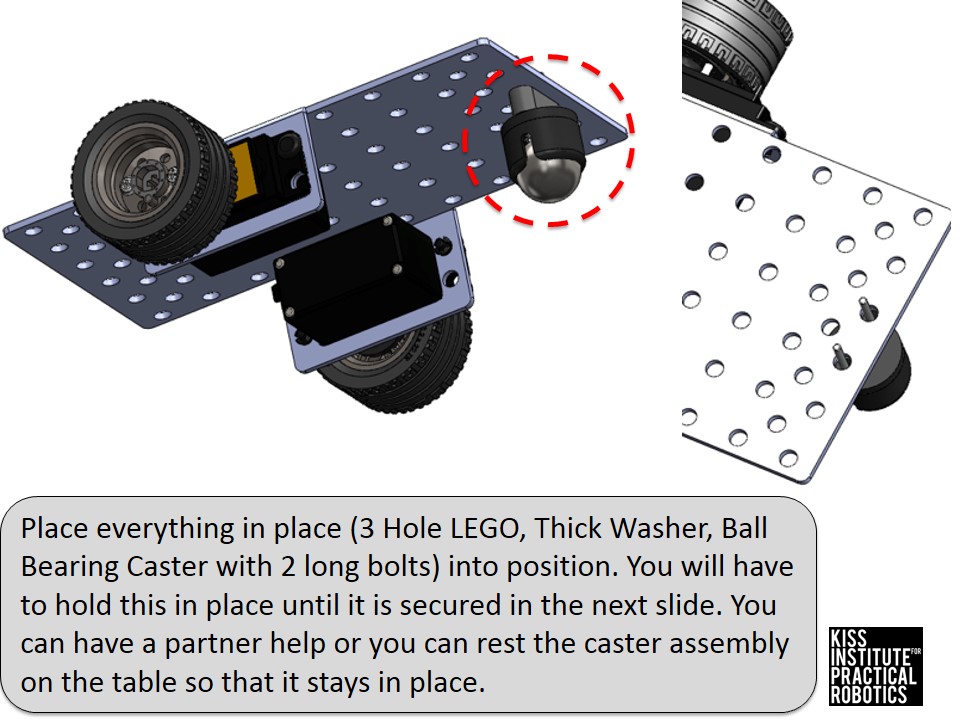 Place everything in place (3 Hole LEGO, Thick Washer, Ball
Bearing Caster with 2 long bolts) into position. You will have
to hold this in place until it is secured in the next slide. You
can have a partner help or you can rest the caster assembly
on the table so that it stays in place.
KISS
INSTITUTE FOR
PRACTICAL
ROBOTICS